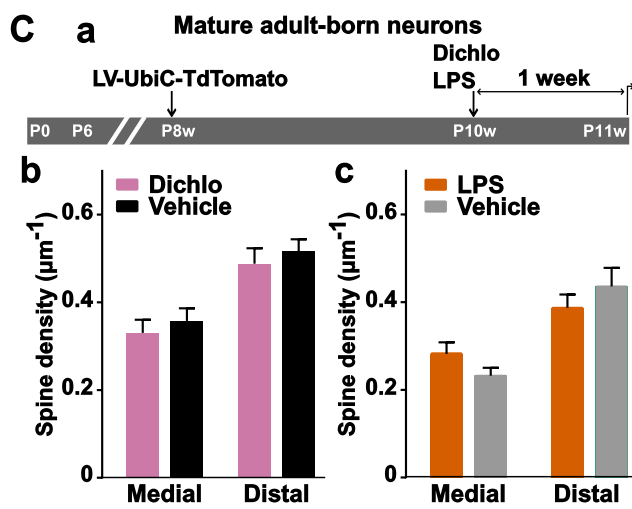 C
a
Mature adult-born neurons
LV-UbiC-TdTomato
Dichlo
LPS
1 week
P0
P6
P8w
P10w
P11w
b
Spine density (µm⁻¹)
0.6
0.4
0.2
0
Dichlo
Vehicle
Medial
Distal
c
Spine density (µm⁻¹)
0.6
0.4
0.2
0
LPS
Vehicle
Medial
Distal